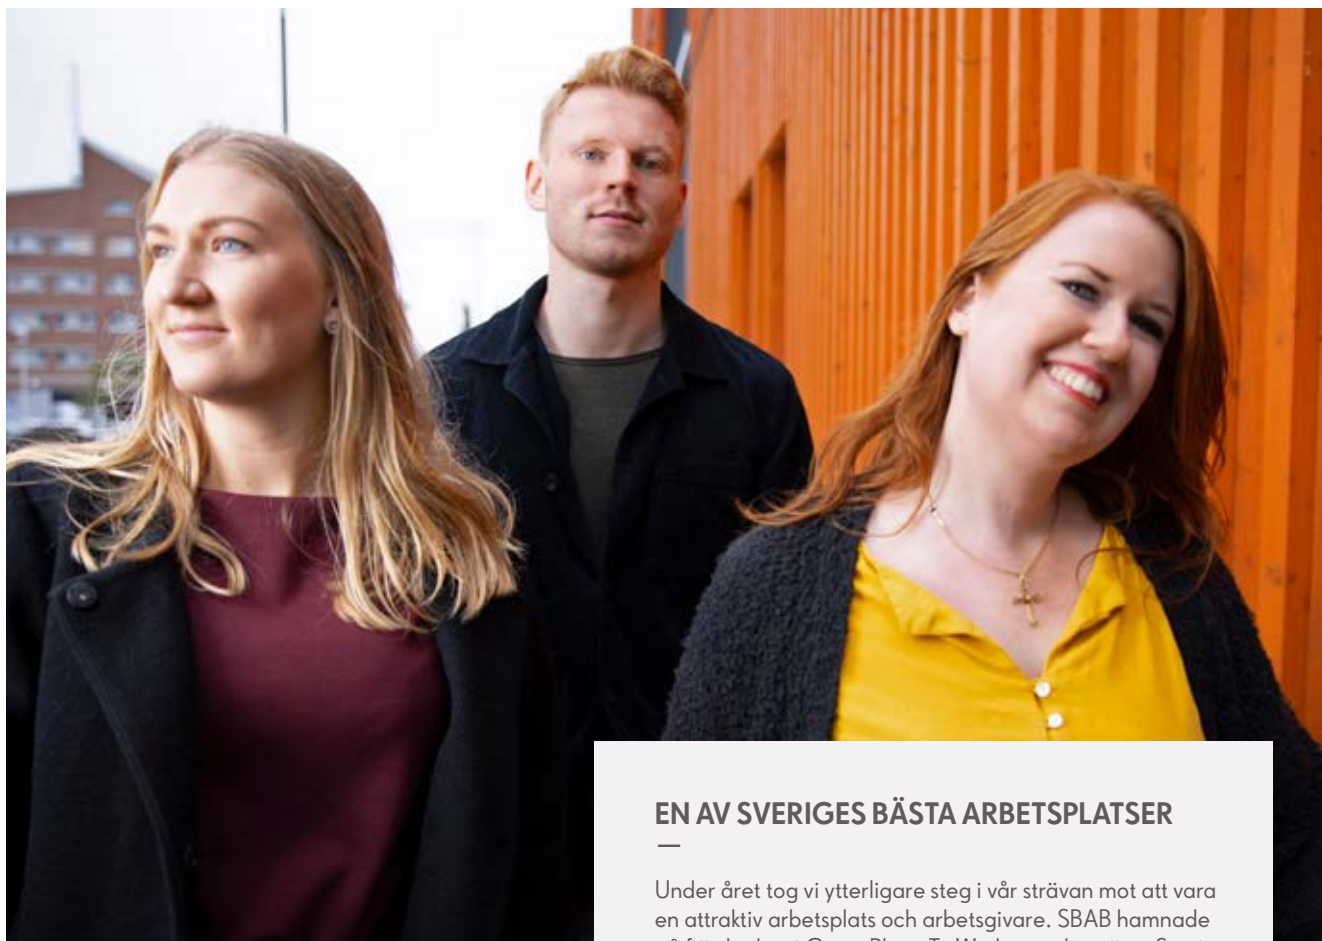 EN AV SVERIGES BÄSTA ARBETSPLATSER
—
Under året tog vi ytterligare steg i vår strävan mot att vara
en attraktiv arbetsplats och arbetsgivare. SBAB hamnade